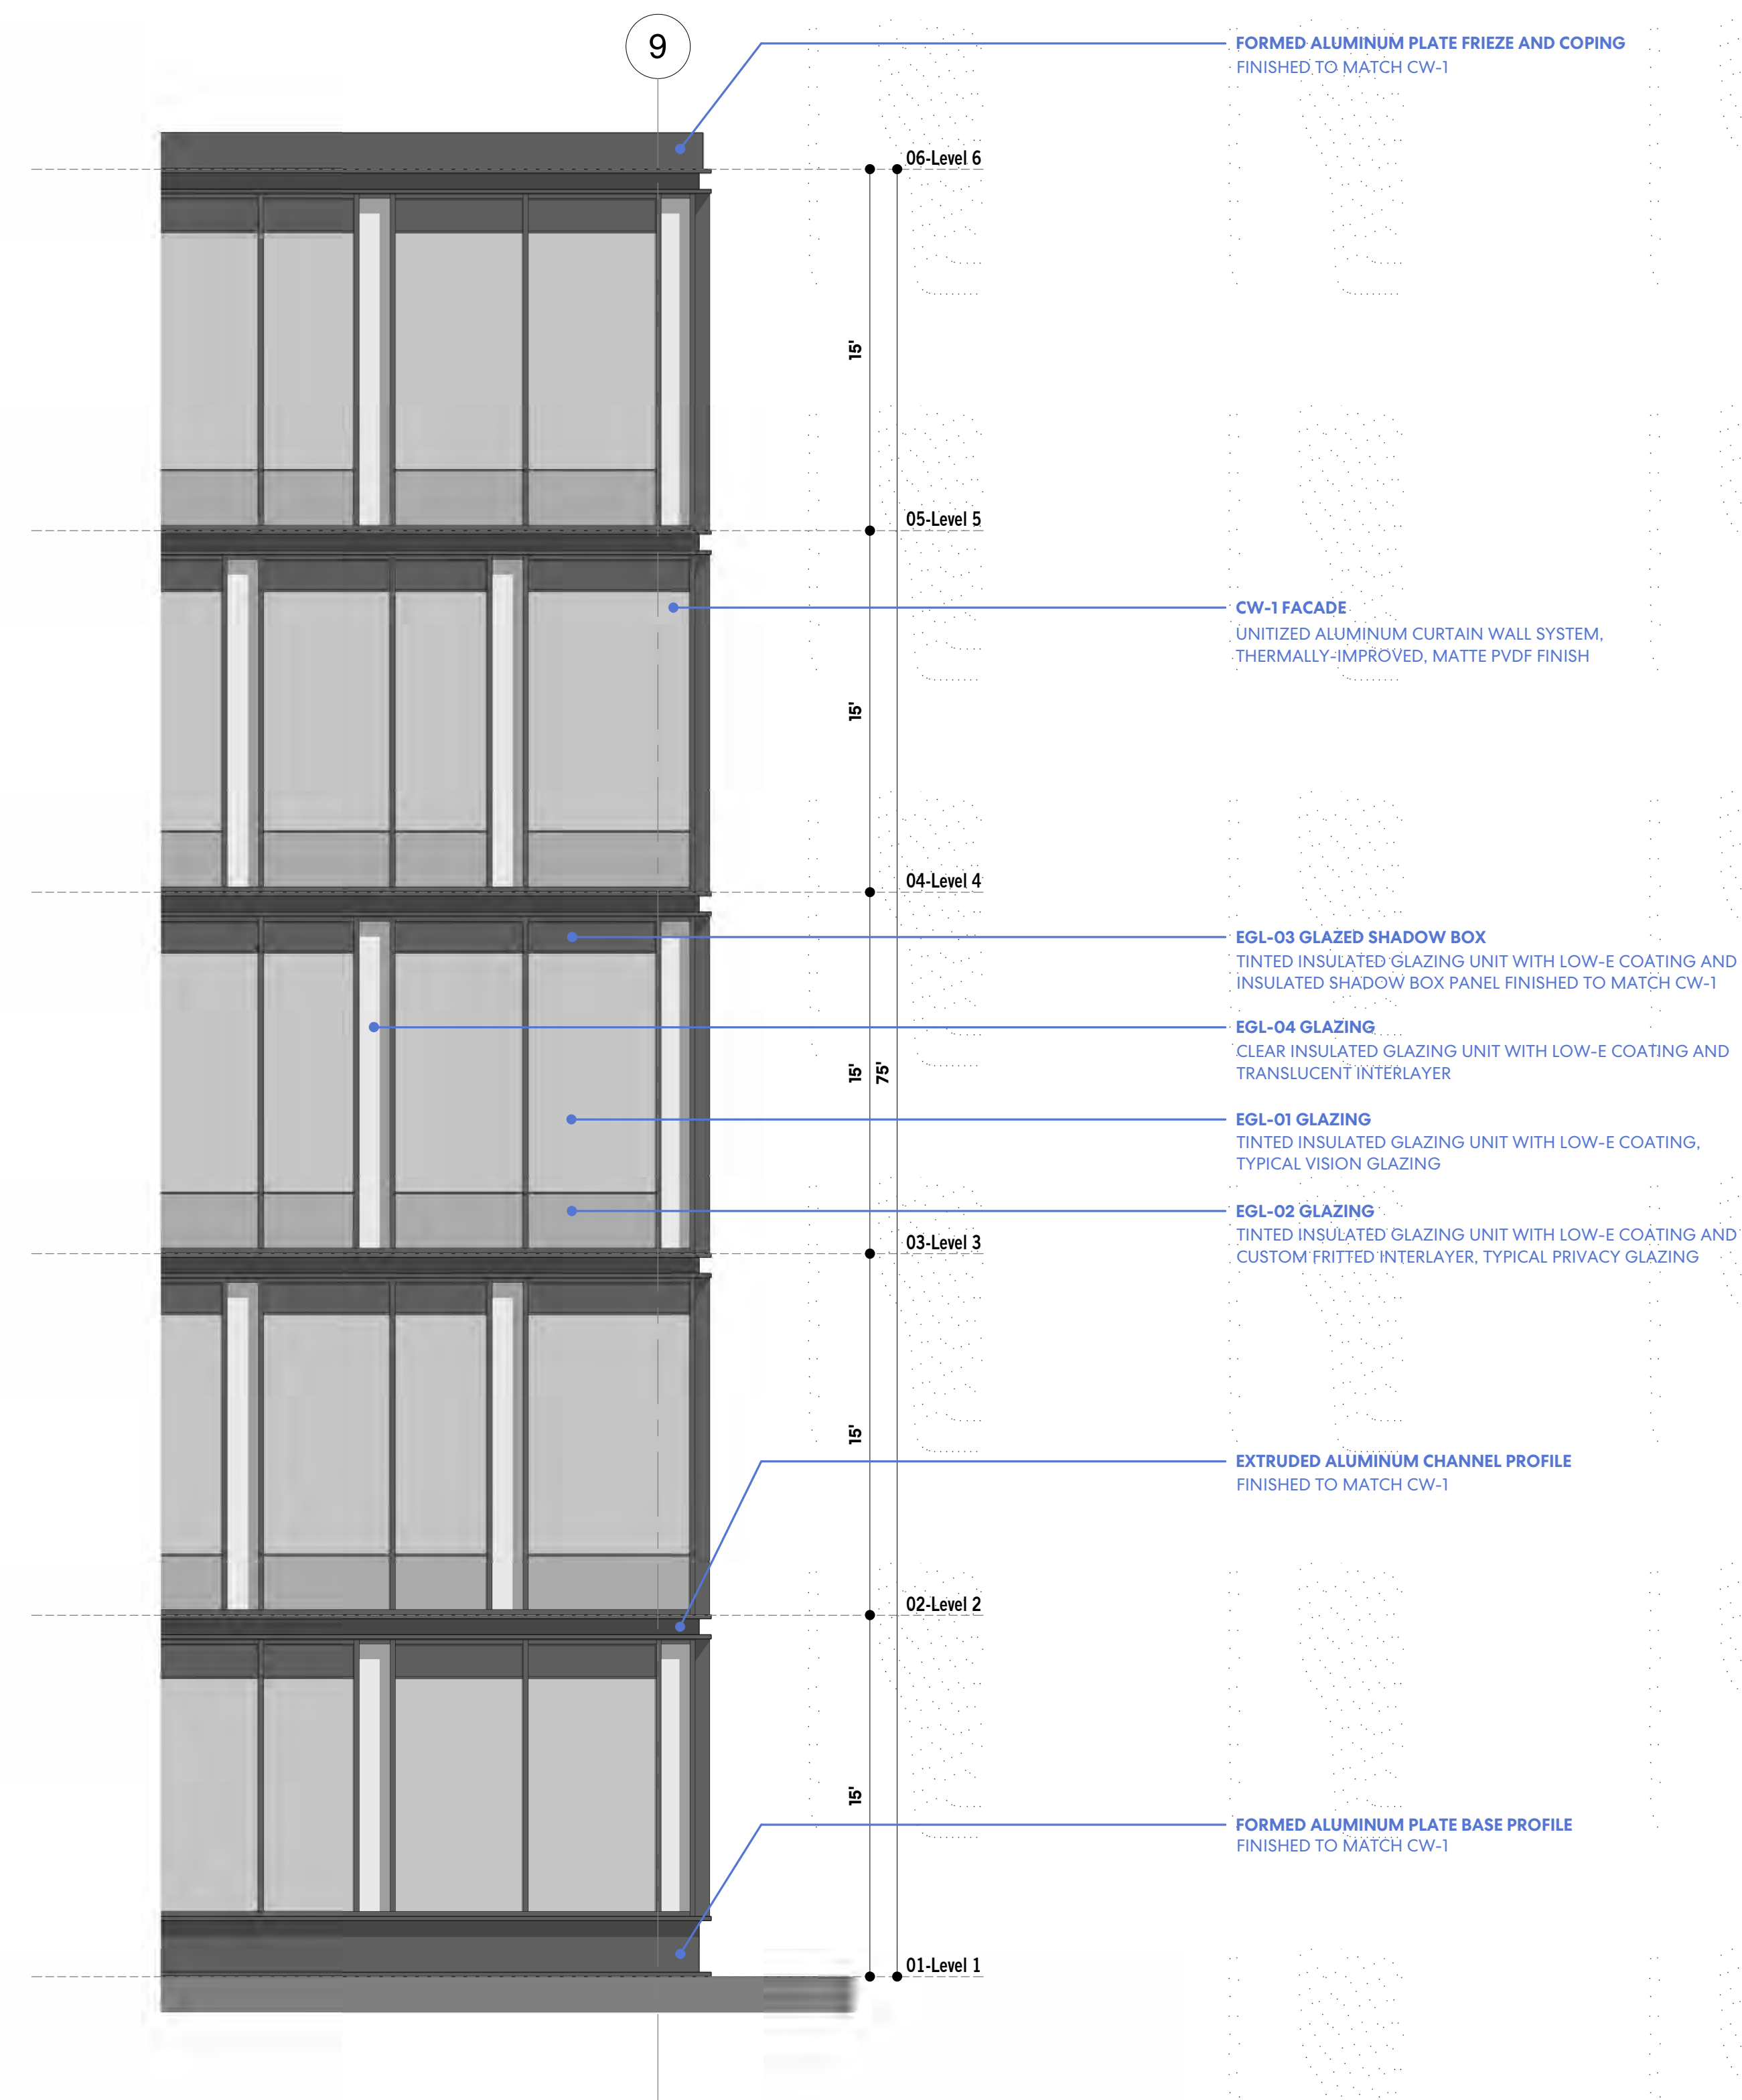 9
FORMED ALUMINUM PLATE FRIEZE AND COPING
FINISHED TO MATCH CW-1
06-Level 6
15'
05-Level 5
CW-1 FACADE
UNITIZED ALUMINUM CURTAIN WALL SYSTEM,
THERMALLY-IMPROVED, MATTE PVDF FINISH
15'
04-Level 4
EGL-03 GLAZED SHADOW BOX
TINTED INSULATED GLAZING UNIT WITH LOW-E COATING AND
INSULATED SHADOW BOX PANEL FINISHED TO MATCH CW-1
EGL-04 GLAZING
CLEAR INSULATED GLAZING UNIT WITH LOW-E COATING AND
TRANSLUCENT INTERLAYER
15'
75'
EGL-01 GLAZING
TINTED INSULATED GLAZING UNIT WITH LOW-E COATING,
TYPICAL VISION GLAZING
EGL-02 GLAZING
TINTED INSULATED GLAZING UNIT WITH LOW-E COATING AND
CUSTOM FRITTED INTERLAYER, TYPICAL PRIVACY GLAZING
03-Level 3
15'
EXTRUDED ALUMINUM CHANNEL PROFILE
FINISHED TO MATCH CW-1
02-Level 2
15'
FORMED ALUMINUM PLATE BASE PROFILE
FINISHED TO MATCH CW-1
01-Level 1